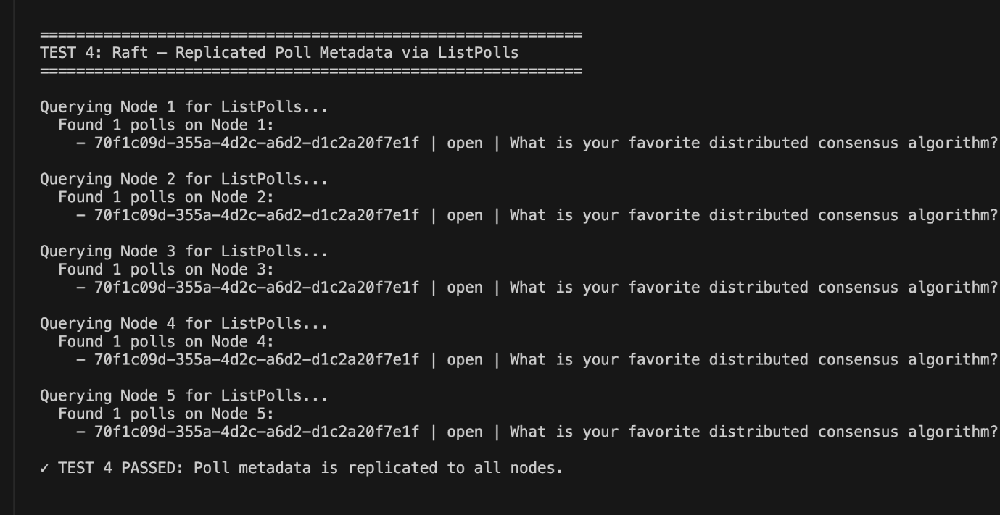 ============================================================
TEST 4: Raft – Replicated Poll Metadata via ListPolls
============================================================
Querying Node 1 for ListPolls...
Found 1 polls on Node 1:
– 70f1c09d-355a-4d2c-a6d2-d1c2a20f7e1f | open | What is your favorite distributed consensus algorithm?
Querying Node 2 for ListPolls...
Found 1 polls on Node 2:
– 70f1c09d-355a-4d2c-a6d2-d1c2a20f7e1f | open | What is your favorite distributed consensus algorithm?
Querying Node 3 for ListPolls...
Found 1 polls on Node 3:
– 70f1c09d-355a-4d2c-a6d2-d1c2a20f7e1f | open | What is your favorite distributed consensus algorithm?
Querying Node 4 for ListPolls...
Found 1 polls on Node 4:
– 70f1c09d-355a-4d2c-a6d2-d1c2a20f7e1f | open | What is your favorite distributed consensus algorithm?
Querying Node 5 for ListPolls...
Found 1 polls on Node 5:
– 70f1c09d-355a-4d2c-a6d2-d1c2a20f7e1f | open | What is your favorite distributed consensus algorithm?
✓ TEST 4 PASSED: Poll metadata is replicated to all nodes.